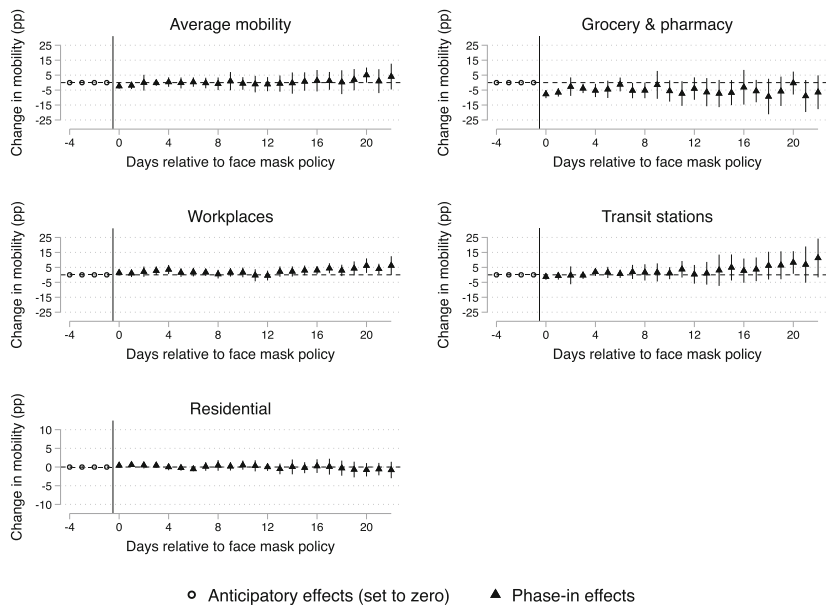 Average mobility
Change in mobility (pp)
25
15
5
-5
-15
-25
-4 0 4 8 12 16 20
Days relative to face mask policy
Grocery & pharmacy
Change in mobility (pp)
25
15
5
-5
-15
-25
-4 0 4 8 12 16 20
Days relative to face mask policy
Workplaces
Change in mobility (pp)
25
15
5
-5
-15
-25
-4 0 4 8 12 16 20
Days relative to face mask policy
Transit stations
Change in mobility (pp)
25
15
5
-5
-15
-25
-4 0 4 8 12 16 20
Days relative to face mask policy
Residential
Change in mobility (pp)
10
5
0
-5
-10
-4 0 4 8 12 16 20
Days relative to face mask policy
Anticipatory effects (set to zero) Phase-in effects